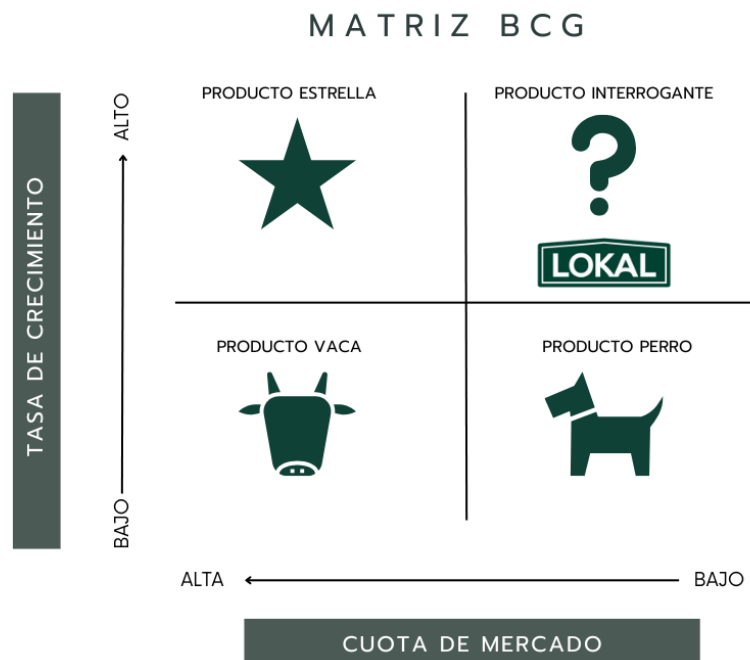 MATRIZ BCG
PRODUCTO ESTRELLA
PRODUCTO INTERROGANTE
?
LOKAL
PRODUCTO VACA
PRODUCTO PERRO
TASA DE CRECIMIENTO
ALTO
BAJO
ALTA
BAJO
CUOTA DE MERCADO